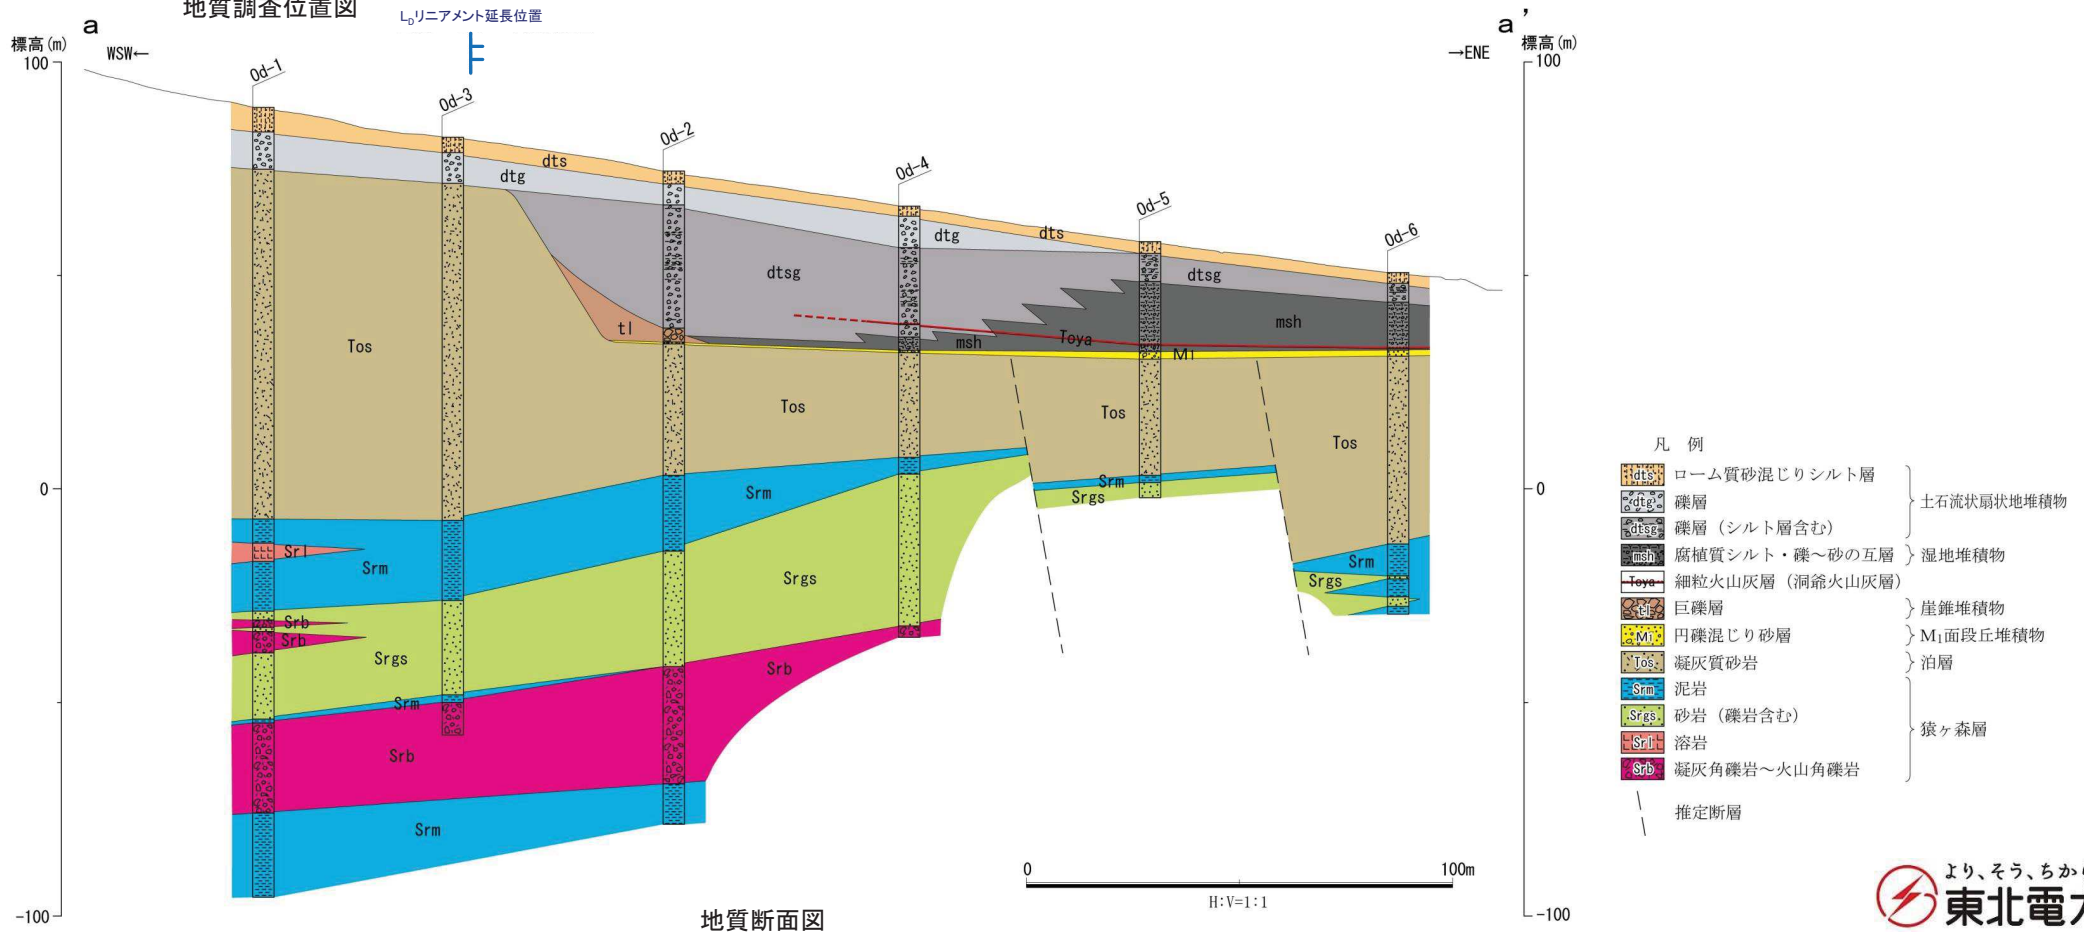 地質調査位置図
LDリニアメント延長位置
a
a'
標高(m)
WSW←
→ENE
標高(m)
100
0
-100
100
0
-100
Od-1
Od-3
Od-2
Od-4
Od-5
Od-6
dts
dtg
dtg
dts
dtsg
dtsg
tl
msh
Toya
msh
M1
Tos
Tos
Tos
Tos
Srm
Srm
Srm
Srl
Srm
Srgs
Srgs
Srgs
Srb
Srb
Srgs
Srb
Srm
Srb
Srm
0 100m
H:V=1:1
地質断面図
凡 例
dts ローム質砂混じりシルト層
dtg 礫層
土石流状扇状地堆積物
dtsg 礫層（シルト層含む）
msh 腐植質シルト・礫～砂の互層 湿地堆積物
Toya 細粒火山灰層（洞爺火山灰層）
tl 巨礫層 崖錐堆積物
M1 円礫混じり砂層 M1面段丘堆積物
Tos 凝灰質砂岩 泊層
Srm 泥岩
Srgs 砂岩（礫岩含む）
猿ヶ森層
Srl 溶岩
Srb 凝灰角礫岩～火山角礫岩
推定断層
より、そう、ちから
東北電力